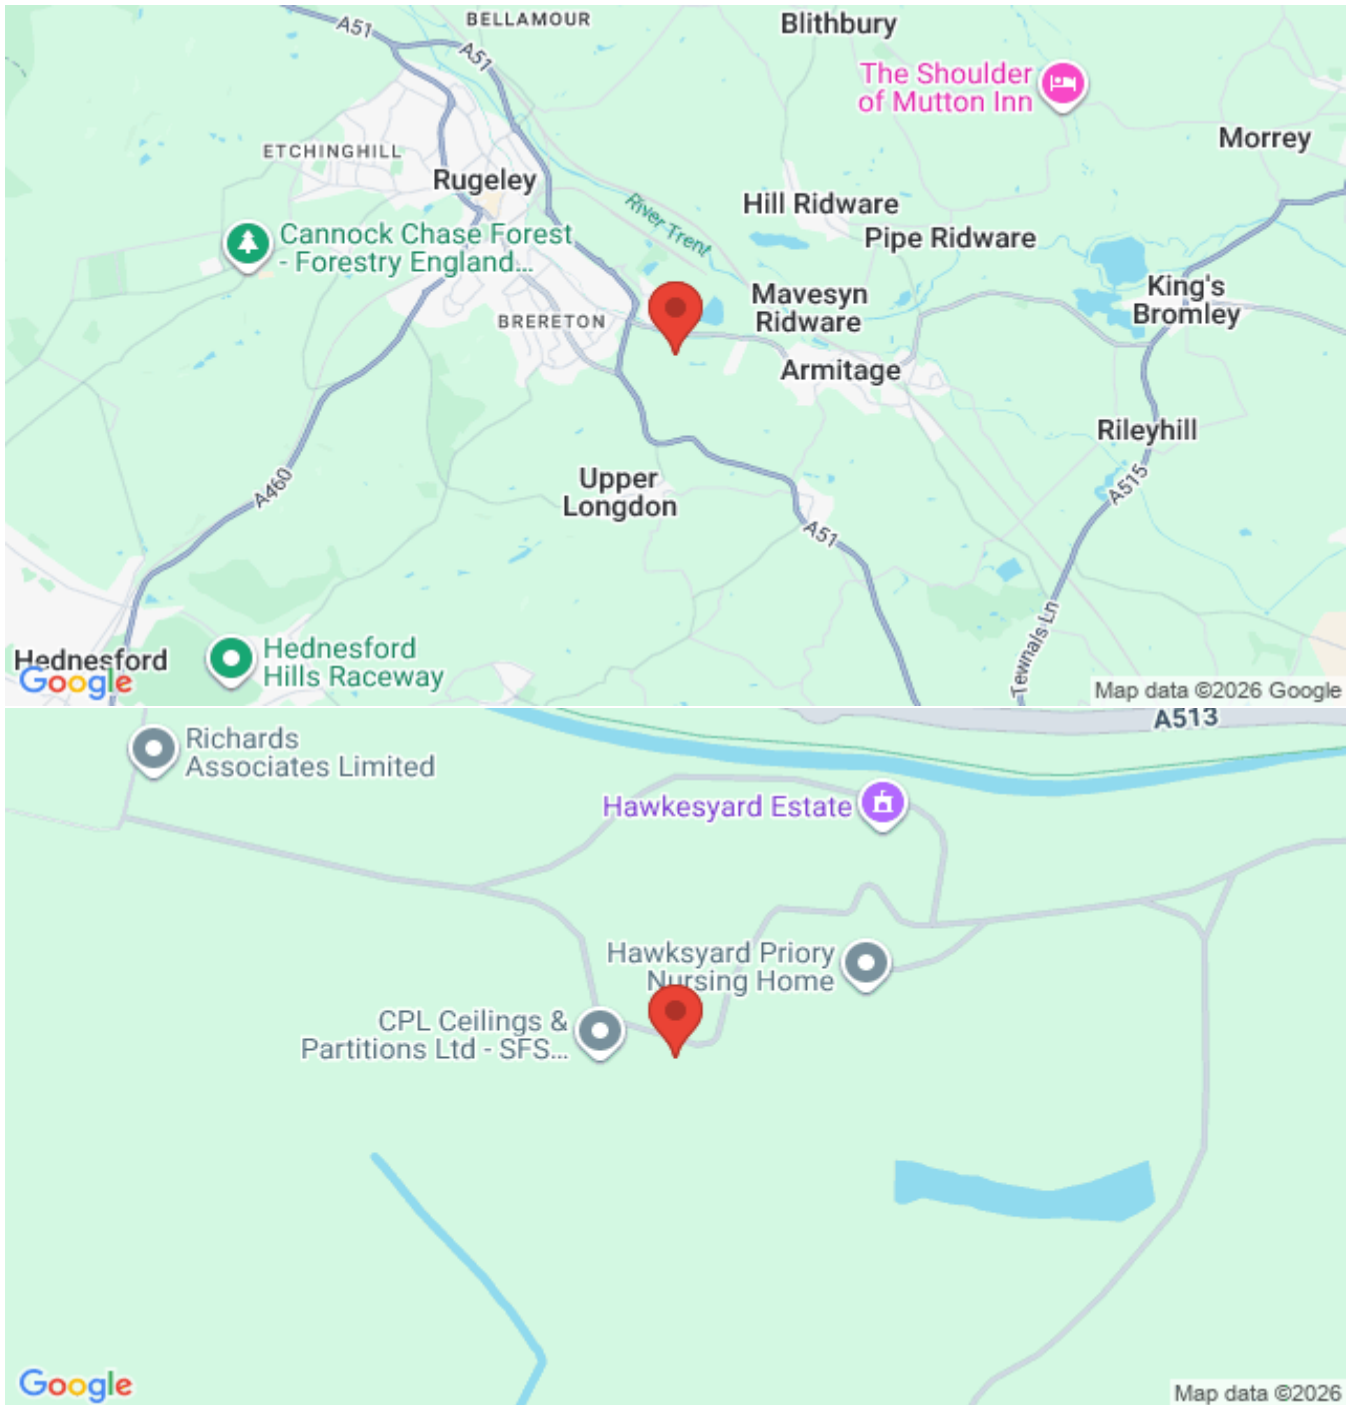 A51
BELLAMOUR
Blithbury
A51
The Shoulder
of Mutton Inn
Morrey
ETCHINGHILL
Rugeley
River Trent
Hill Ridware
Cannock Chase Forest
- Forestry England...
Pipe Ridware
Mavesyn
Ridware
King's
Bromley
BRERETON
Armitage
Rileyhill
A460
Upper
Longdon
A515
A51
Tewnals Ln
Hednesford
Hednesford
Hills Raceway
Google
Map data ©2026 Google
A513
Richards
Associates Limited
Hawkesyard Estate
Hawksyard Priory
Nursing Home
CPL Ceilings &
Partitions Ltd - SFS...
Google
Map data ©2026